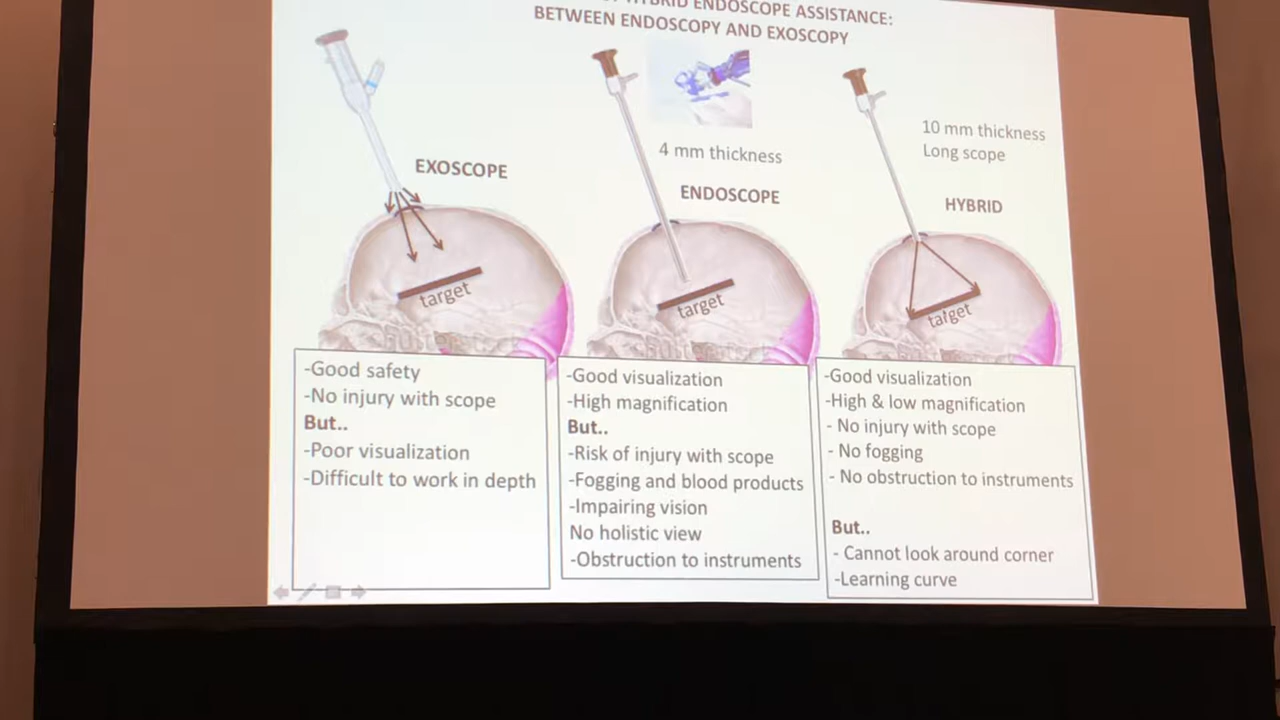 HYBRID ENDOSCOPE ASSISTANCE:
BETWEEN ENDOSCOPY AND EXOSCOPY
EXOSCOPE
target
-Good safety
-No injury with scope
But..
-Poor visualization
-Difficult to work in depth
4 mm thickness
ENDOSCOPE
target
-Good visualization
-High magnification
But..
-Risk of injury with scope
-Fogging and blood products
-Impairing vision
No holistic view
-Obstruction to instruments
10 mm thickness
Long scope
HYBRID
target
-Good visualization
-High & low magnification
- No injury with scope
- No fogging
- No obstruction to instruments
But..
- Cannot look around corner
-Learning curve